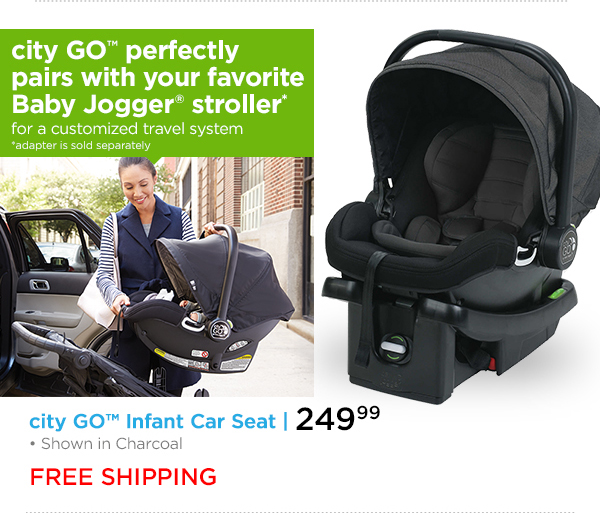 city GO™ perfectly
pairs with your favorite
Baby Jogger® stroller*
for a customized travel system
*adapter is sold separately
city GO™ Infant Car Seat | 249⁹⁹
• Shown in Charcoal
FREE SHIPPING